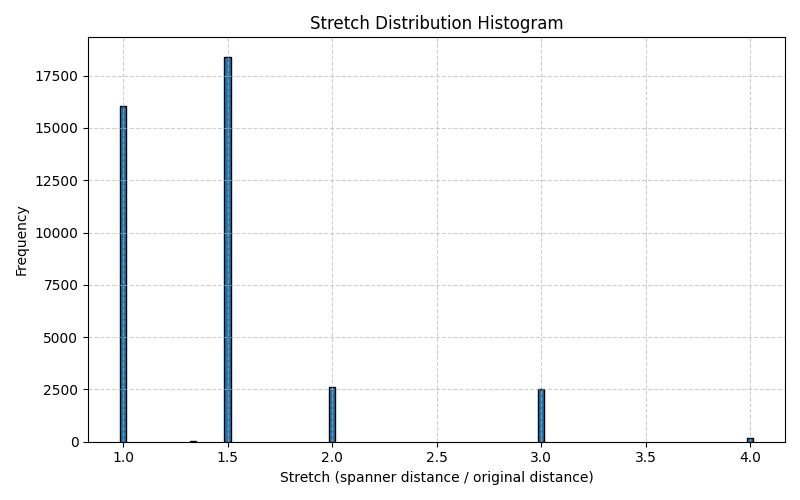 Stretch Distribution Histogram
Frequency
17500
15000
12500
10000
7500
5000
2500
0
1.0 1.5 2.0 2.5 3.0 3.5 4.0
Stretch (spanner distance / original distance)